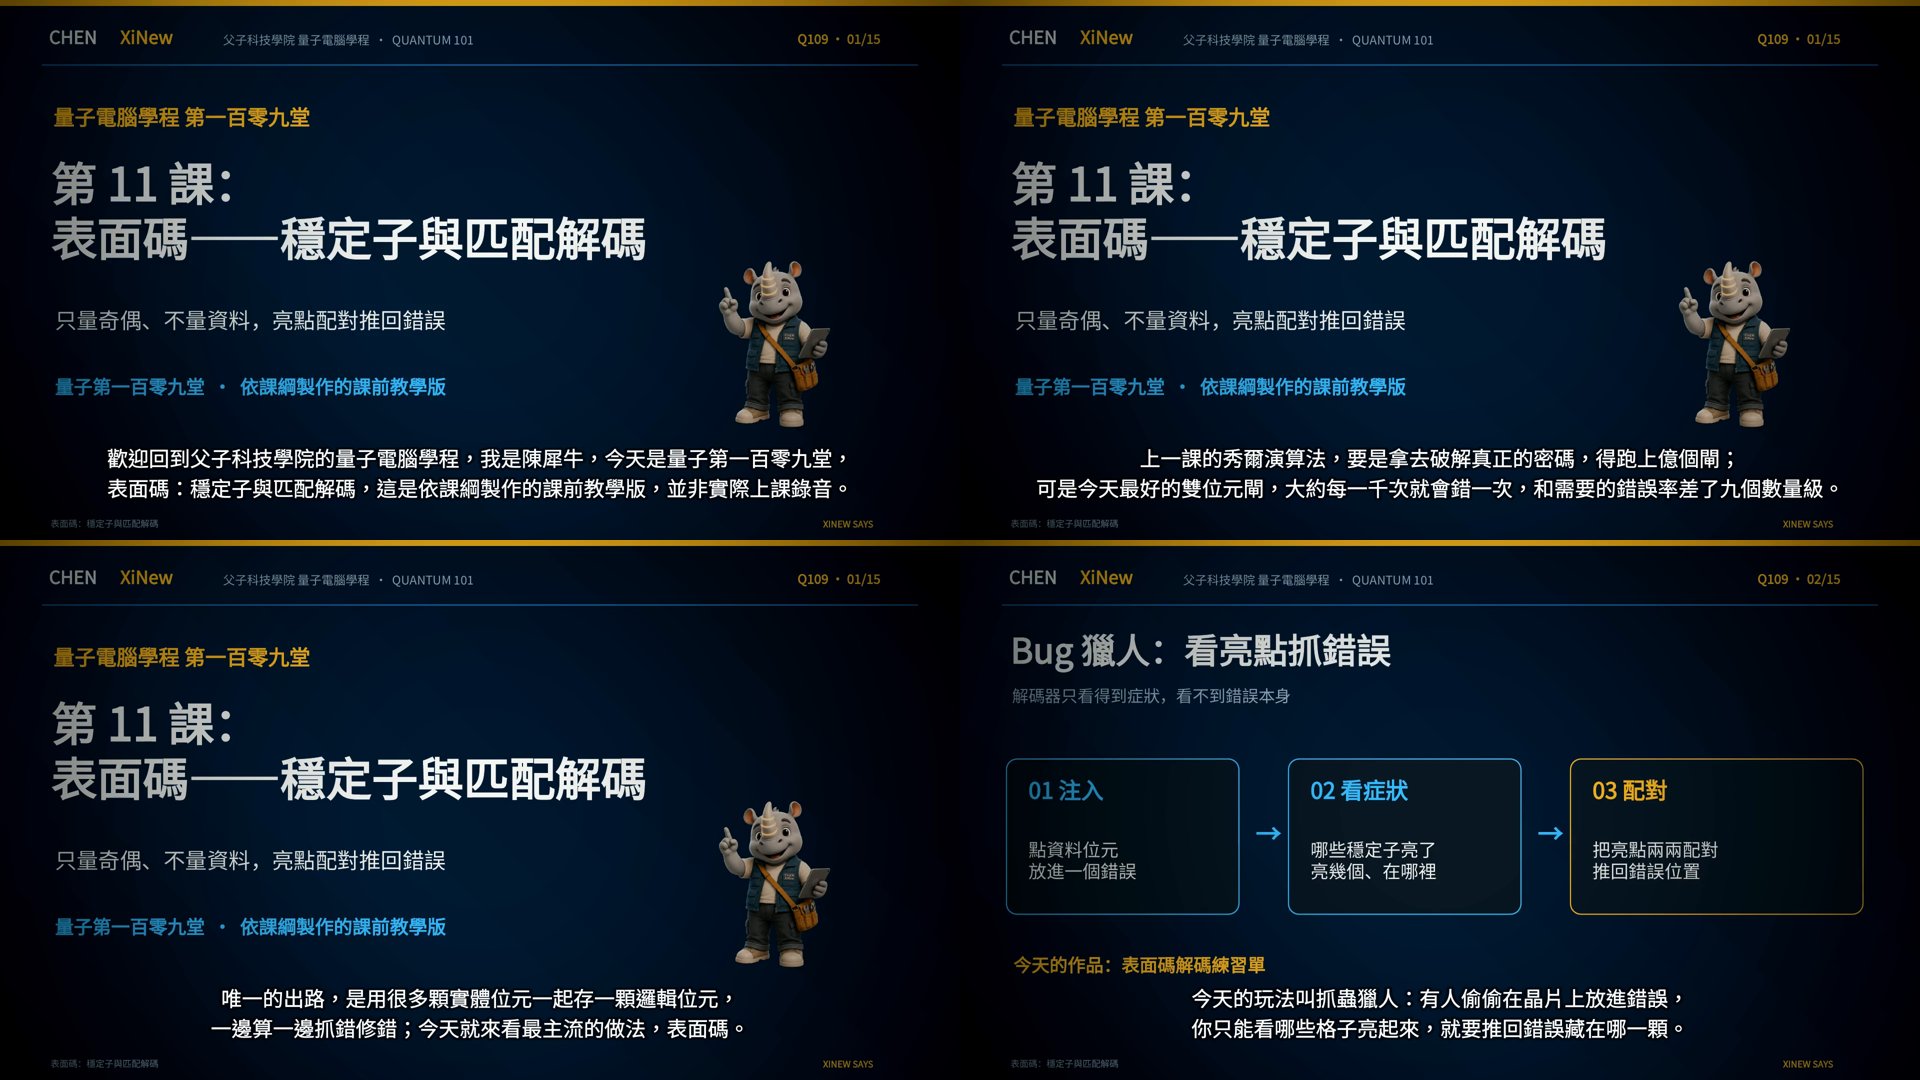 CHEN XiNew 父子科技學院 量子電腦學程 · QUANTUM 101 Q109 · 01/15
量子電腦學程 第一百零九堂
第 11 課：
表面碼——穩定子與匹配解碼
只量奇偶、不量資料，亮點配對推回錯誤
量子第一百零九堂 · 依課綱製作的課前教學版
歡迎回到父子科技學院的量子電腦學程，我是陳犀牛，今天是量子第一百零九堂，
表面碼：穩定子與匹配解碼，這是依課綱製作的課前教學版，並非實際上課錄音。
表面碼：穩定子與匹配解碼 XINEW SAYS
CHEN XiNew 父子科技學院 量子電腦學程 · QUANTUM 101 Q109 · 01/15
量子電腦學程 第一百零九堂
第 11 課：
表面碼——穩定子與匹配解碼
只量奇偶、不量資料，亮點配對推回錯誤
量子第一百零九堂 · 依課綱製作的課前教學版
上一課的秀爾演算法，要是拿去破解真正的密碼，得跑上億個閘；
可是今天最好的雙位元閘，大約每一千次就會錯一次，和需要的錯誤率差了九個數量級。
表面碼：穩定子與匹配解碼 XINEW SAYS
CHEN XiNew 父子科技學院 量子電腦學程 · QUANTUM 101 Q109 · 01/15
量子電腦學程 第一百零九堂
第 11 課：
表面碼——穩定子與匹配解碼
只量奇偶、不量資料，亮點配對推回錯誤
量子第一百零九堂 · 依課綱製作的課前教學版
唯一的出路，是用很多顆實體位元一起存一顆邏輯位元，
一邊算一邊抓錯修錯；今天就來看最主流的做法，表面碼。
表面碼：穩定子與匹配解碼 XINEW SAYS
CHEN XiNew 父子科技學院 量子電腦學程 · QUANTUM 101 Q109 · 02/15
Bug 獵人：看亮點抓錯誤
解碼器只看得到症狀，看不到錯誤本身
01 注入
點資料位元
放進一個錯誤
→
02 看症狀
哪些穩定子亮了
亮幾個、在哪裡
→
03 配對
把亮點兩兩配對
推回錯誤位置
今天的作品：表面碼解碼練習單
今天的玩法叫抓蟲獵人：有人偷偷在晶片上放進錯誤，
你只能看哪些格子亮起來，就要推回錯誤藏在哪一顆。
表面碼：穩定子與匹配解碼 XINEW SAYS